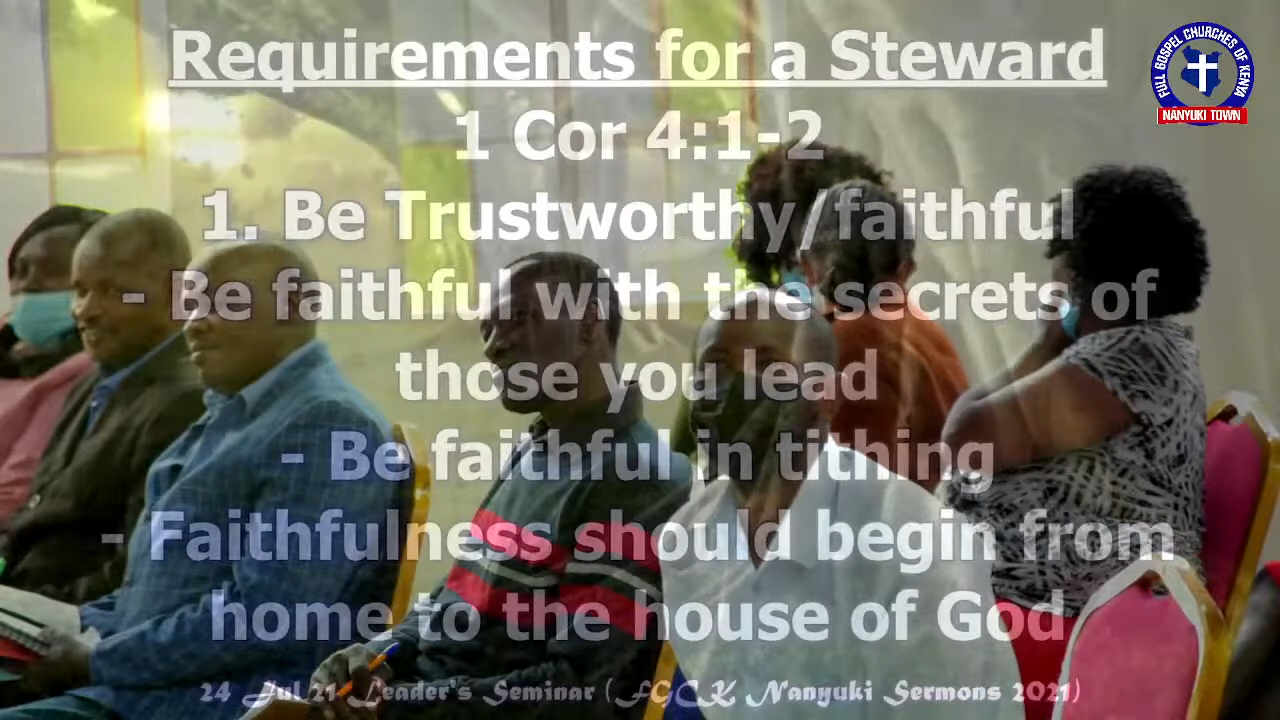 Requirements for a Steward
1 Cor 4:1-2
1. Be Trustworthy/faithful
- Be faithful with the secrets of
those you lead
- Be faithful in tithing
- Faithfulness should begin from
home to the house of God
24 Jul 21 Leader's Seminar (FGCK Nanyuki Sermons 2021)
FULL GOSPEL CHURCHES OF KENYA
NANYUKI TOWN